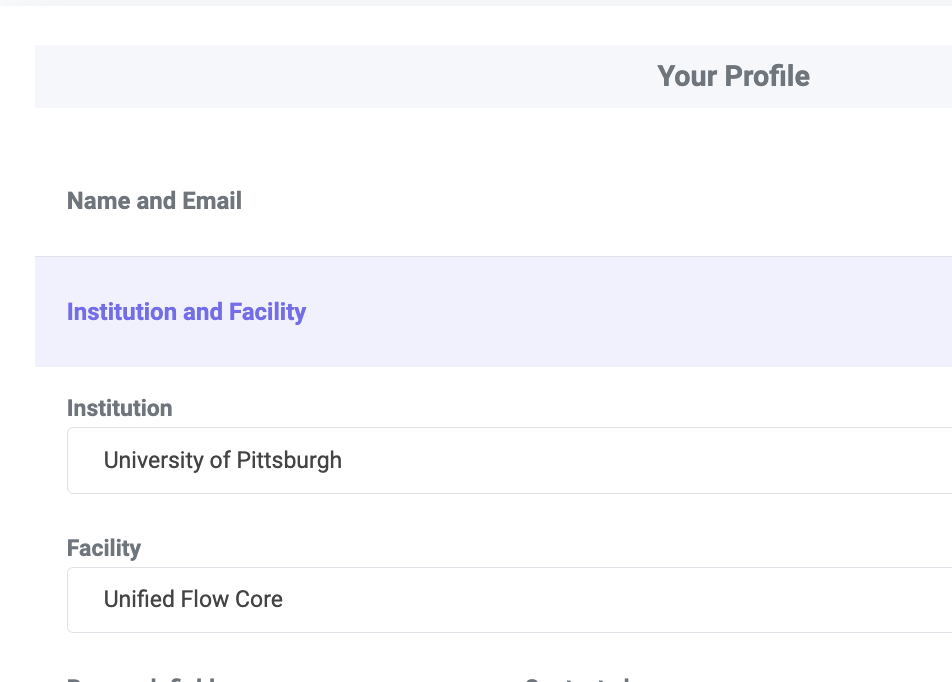 Your Profile
Name and Email
Institution and Facility
Institution
University of Pittsburgh
Facility
Unified Flow Core